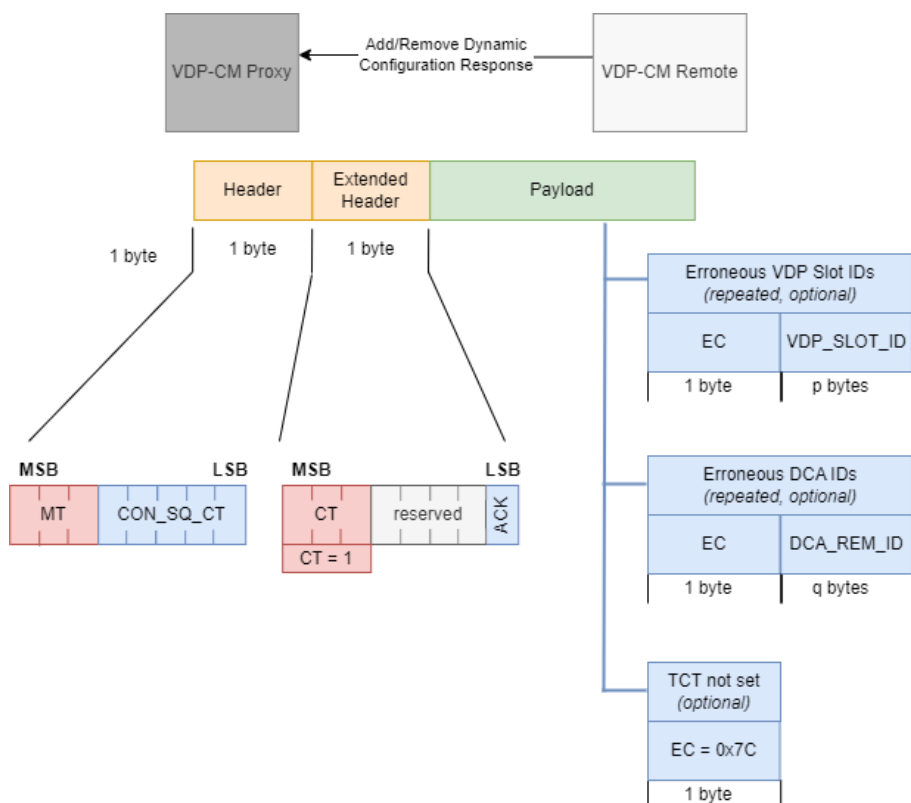 Add/Remove Dynamic
Configuration Response
VDP-CM Proxy
VDP-CM Remote
Header
Extended
Header
Payload
1 byte
1 byte
1 byte
Erroneous VDP Slot IDs
(repeated, optional)
EC
VDP_SLOT_ID
1 byte
p bytes
MSB
LSB
MT
CON_SQ_CT
MSB
LSB
CT
reserved
ACK
CT = 1
Erroneous DCA IDs
(repeated, optional)
EC
DCA_REM_ID
1 byte
q bytes
TCT not set
(optional)
EC = 0x7C
1 byte